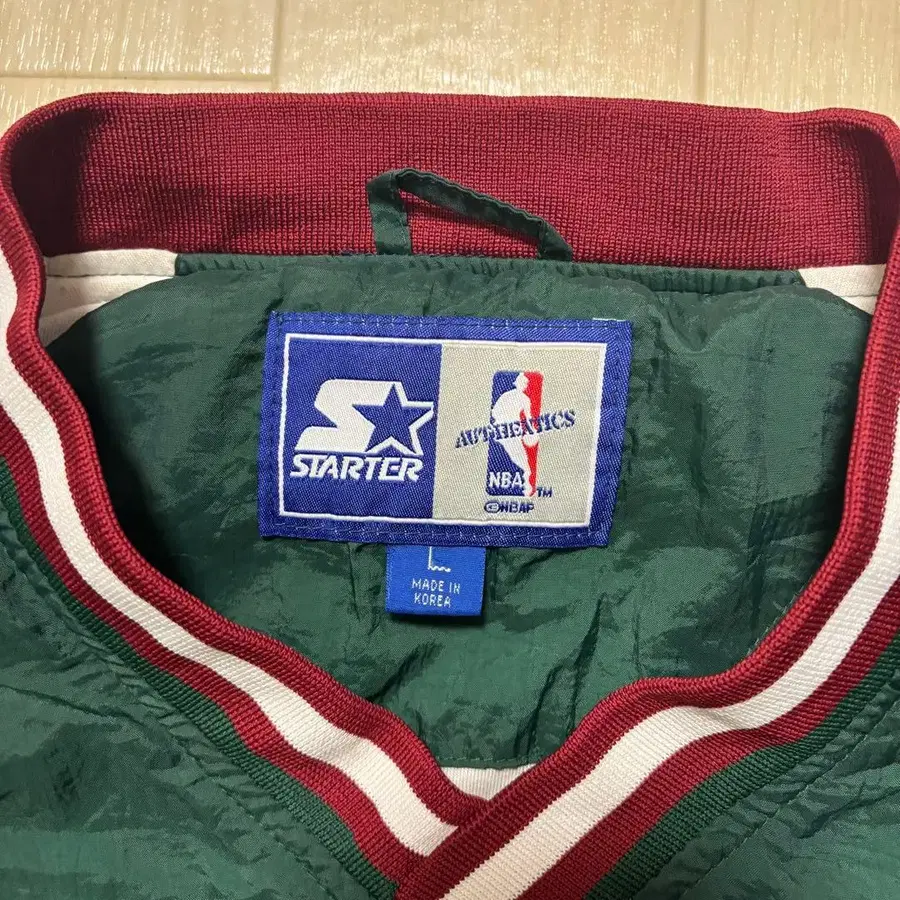 STARTER
AUTHENTICS
NBA
TM
©NBAP
L
MADE IN
KOREA